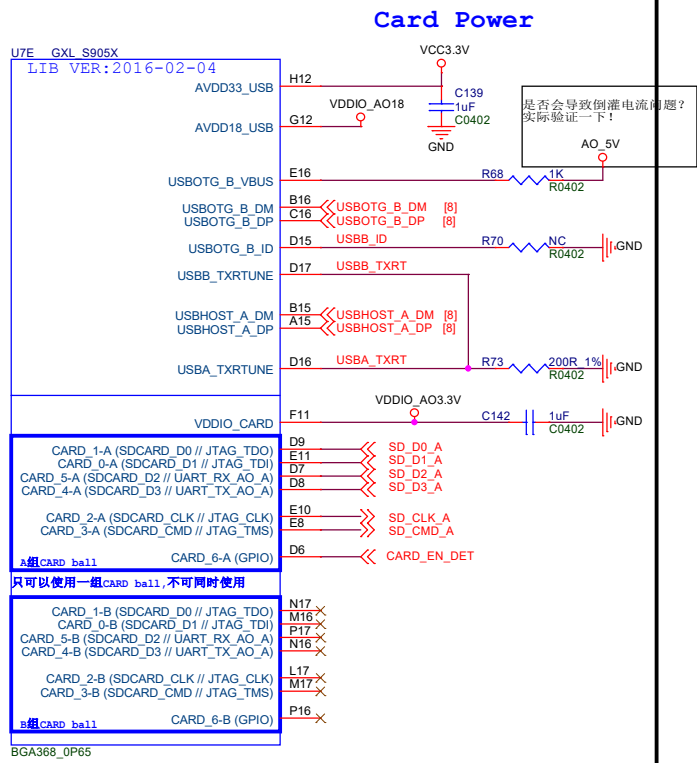 Card Power
U7E GXL_S905X
LIB VER:2016-02-04
VCC3.3V
AVDD33_USB H12
C139
1uF
C0402
GND
VDDIO_AO18
AVDD18_USB G12
是否会导致倒灌电流问题?
实际验证一下!
AO_5V
USBOTG_B_VBUS E16 R68 1K
R0402
USBOTG_B_DM B16 USBOTG_B_DM [8]
USBOTG_B_DP C16 USBOTG_B_DP [8]
USBOTG_B_ID D15 USBB_ID R70 NC GND
R0402
USBB_TXRTUNE D17 USBB_TXRT
USBHOST_A_DM B15 USBHOST_A_DM [8]
USBHOST_A_DP A15 USBHOST_A_DP [8]
USBA_TXRTUNE D16 USBA_TXRT R73 200R_1% GND
R0402
VDDIO_AO3.3V
VDDIO_CARD F11 C142 1uF GND
C0402
CARD_1-A (SDCARD_D0 // JTAG_TDO) D9 SD_D0_A
CARD_0-A (SDCARD_D1 // JTAG_TDI) E11 SD_D1_A
CARD_5-A (SDCARD_D2 // UART_RX_AO_A) D7 SD_D2_A
CARD_4-A (SDCARD_D3 // UART_TX_AO_A) D8 SD_D3_A
CARD_2-A (SDCARD_CLK // JTAG_CLK) E10 SD_CLK_A
CARD_3-A (SDCARD_CMD // JTAG_TMS) E8 SD_CMD_A
CARD_6-A (GPIO) D6 CARD_EN_DET
A组CARD ball
只可以使用一组CARD ball,不可同时使用
CARD_1-B (SDCARD_D0 // JTAG_TDO) N17
CARD_0-B (SDCARD_D1 // JTAG_TDI) M16
CARD_5-B (SDCARD_D2 // UART_RX_AO_A) P17
CARD_4-B (SDCARD_D3 // UART_TX_AO_A) N16
CARD_2-B (SDCARD_CLK // JTAG_CLK) L17
CARD_3-B (SDCARD_CMD // JTAG_TMS) M17
CARD_6-B (GPIO) P16
B组CARD ball
BGA368_0P65